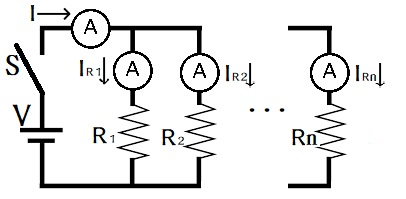 I A
S A IR1 A IR2 A IRn
V R1 R2 ... Rn